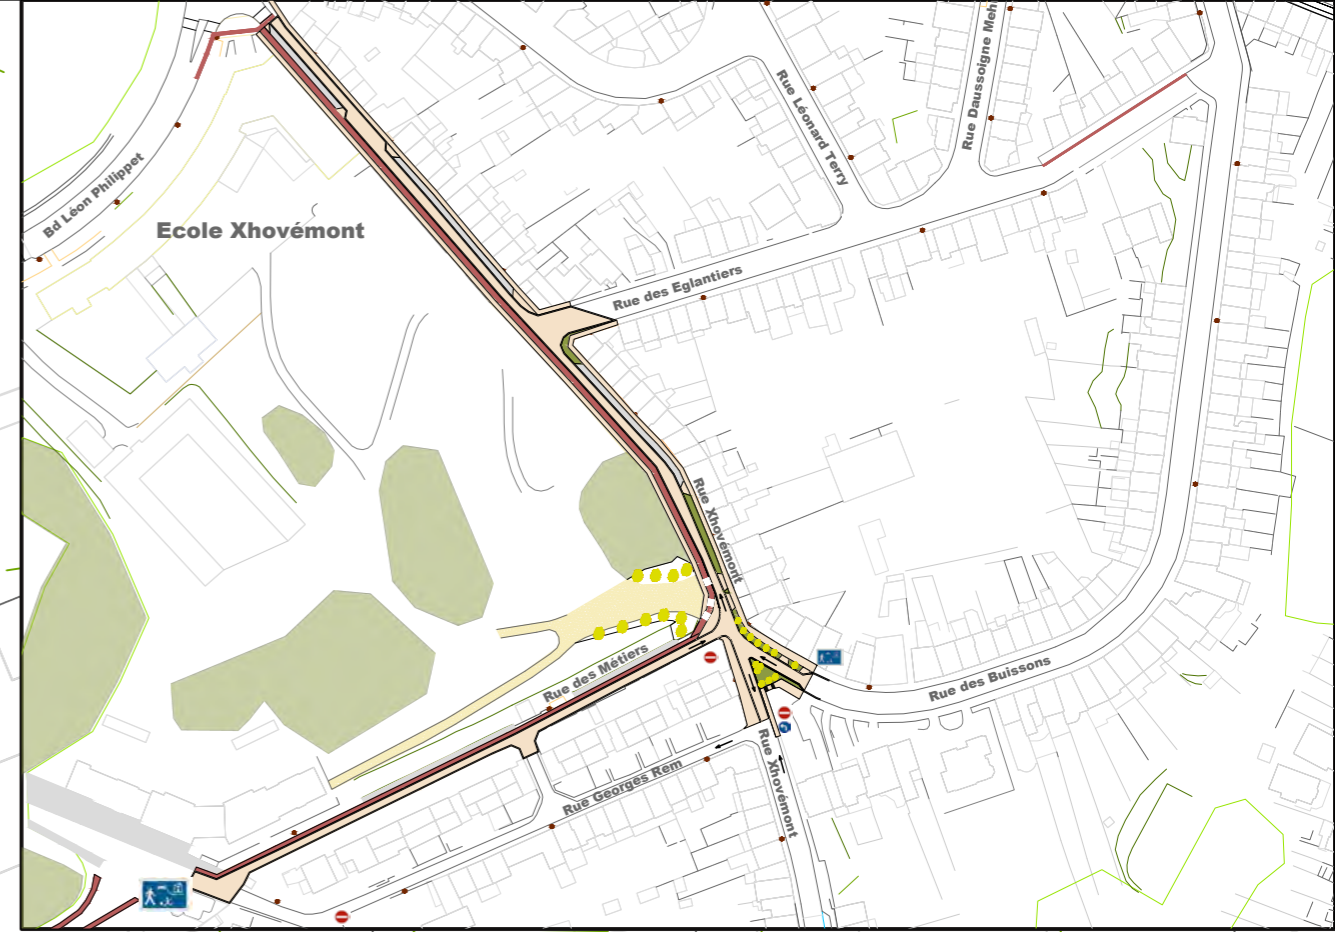 Rue Daussoigne Meh
Rue Léonard Terry
Bd Léon Philippet
Ecole Xhovémont
Rue des Eglantiers
Rue Xhovémont
Rue des Métiers
Rue des Buissons
Rue Georges Rem
Rue Xhovémont